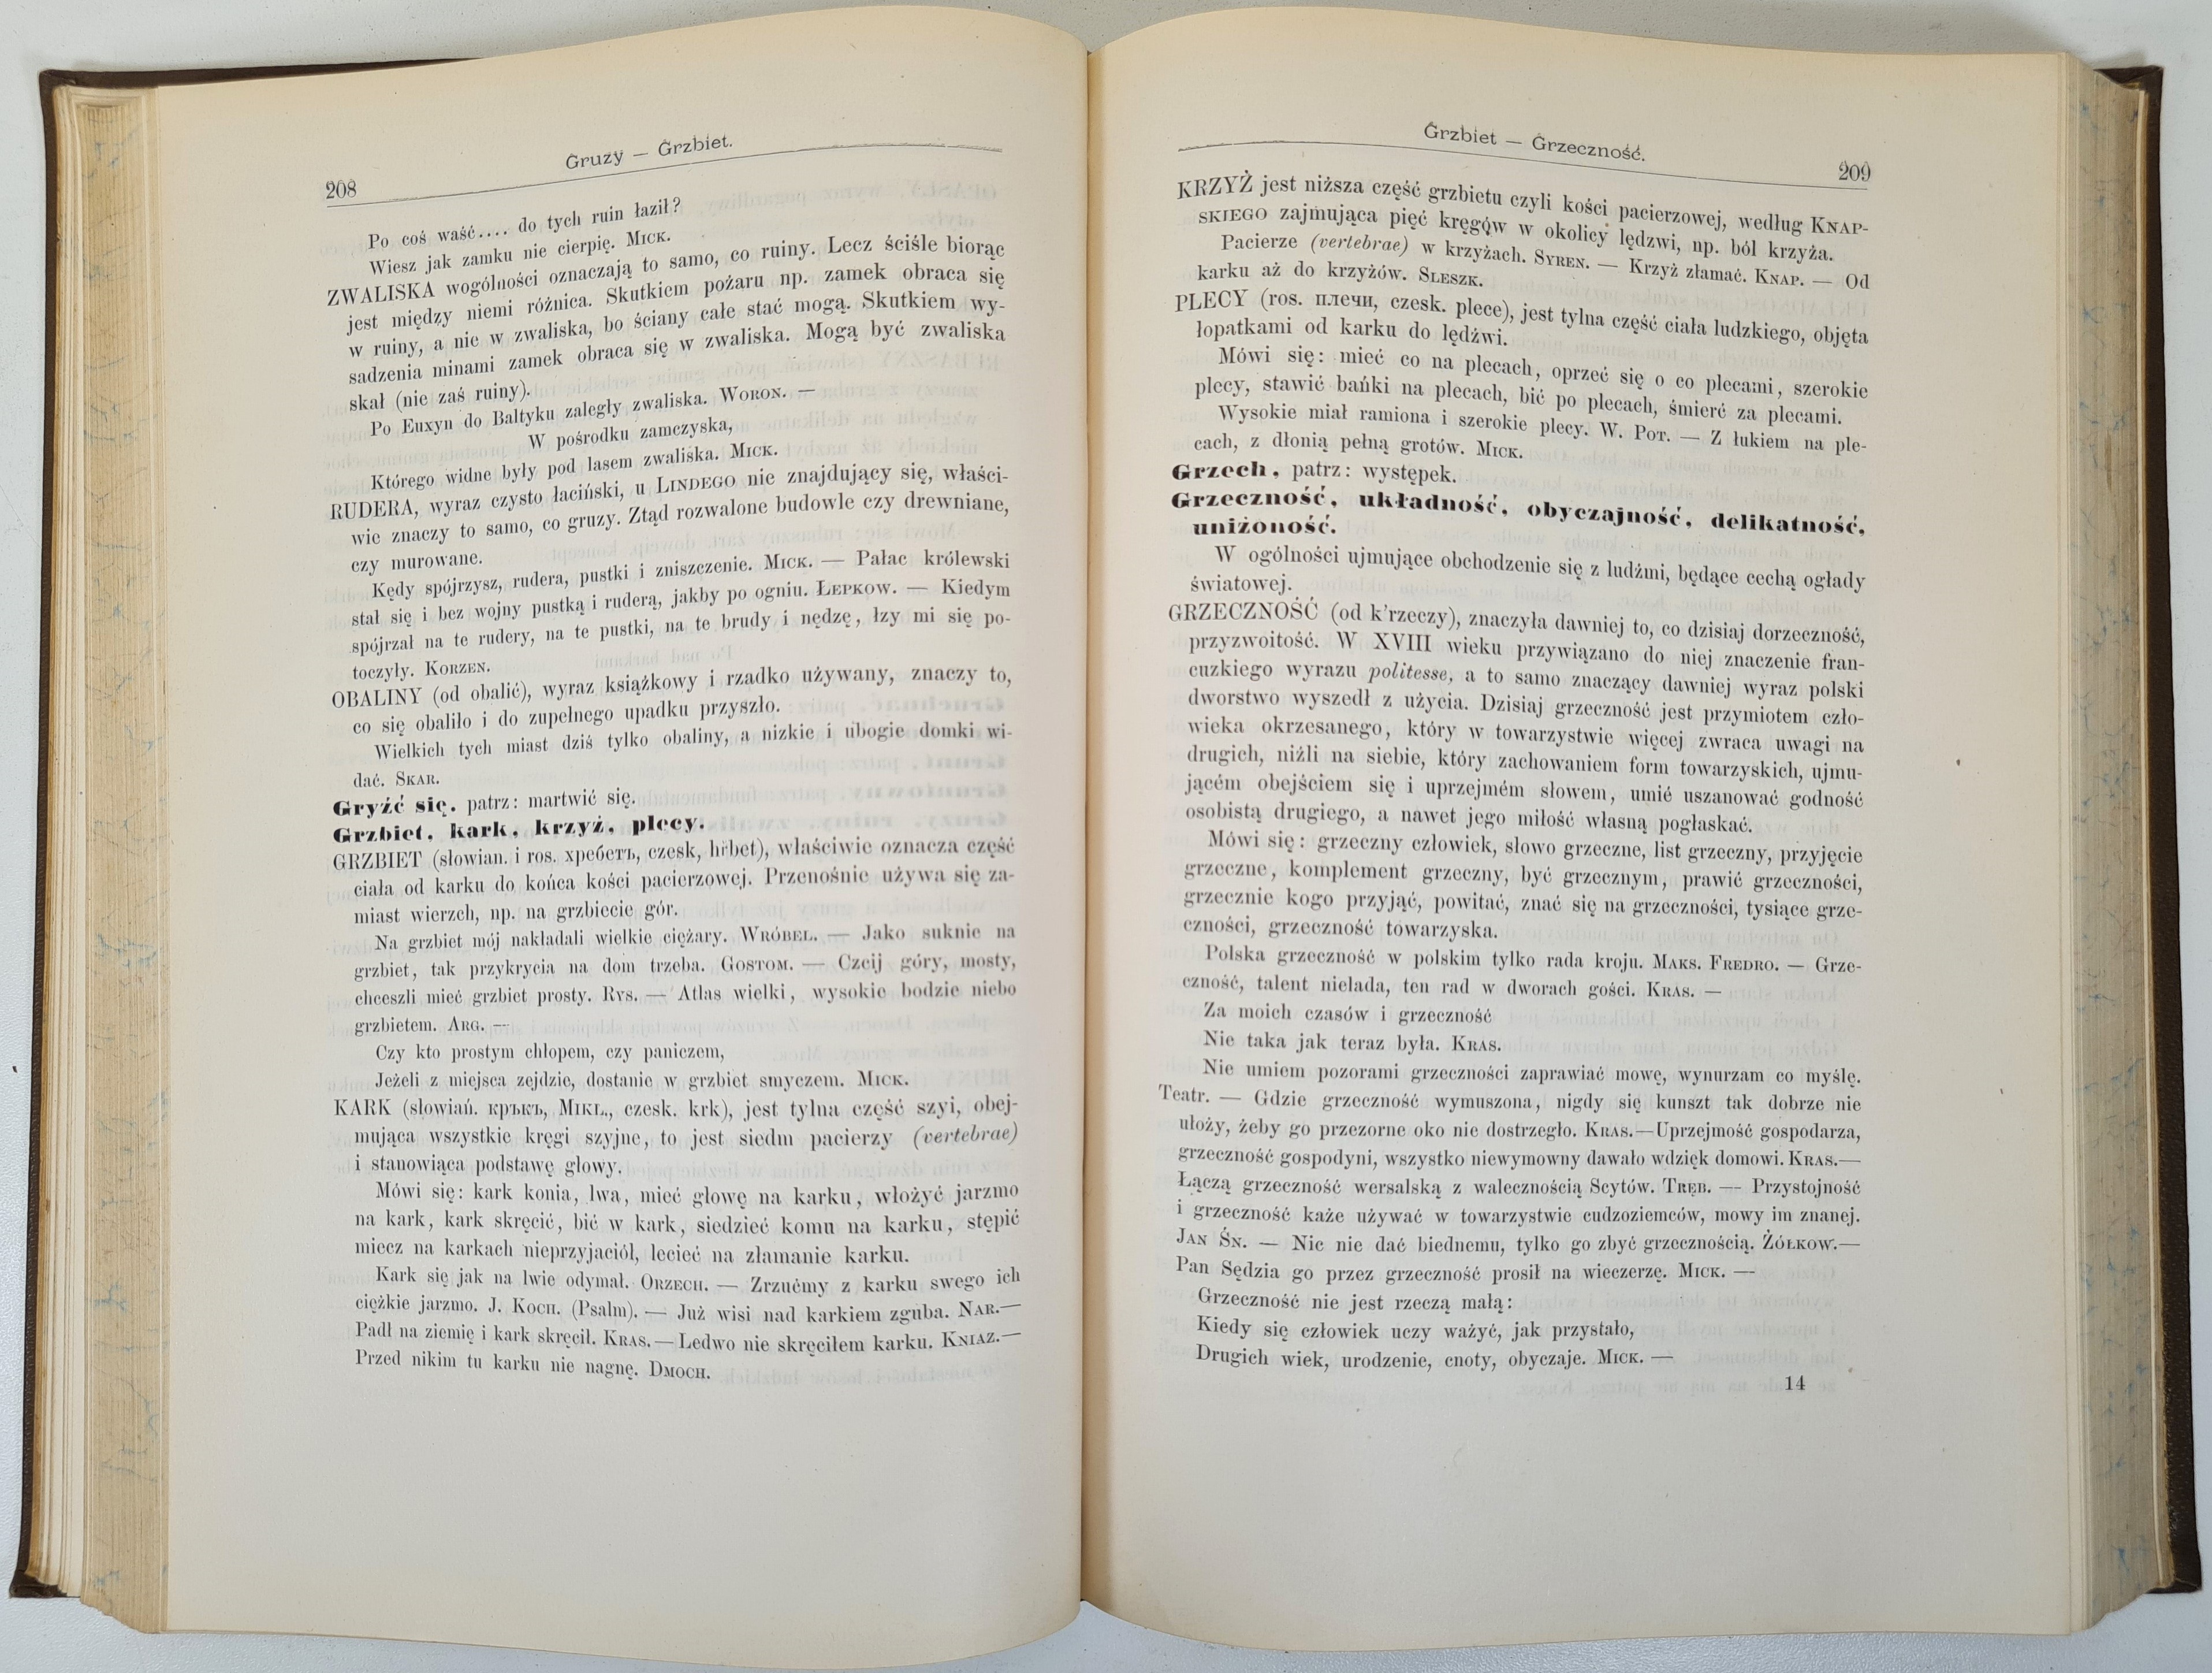 Gruzy — Grzbiet.
208
Po coś waść.... do tych ruin łaził?
Wiesz jak zamku nie cierpię. MICK.
ZWALISKA wogólności oznaczają to samo, co ruiny. Lecz ściśle biorąc
jest między niemi różnica. Skutkiem pożaru np. zamek obraca się
w ruiny, a nie w zwaliska, bo ściany całe stać mogą. Skutkiem wy-
sadzenia minami zamek obraca się w zwaliska. Mogą być zwaliska
skał (nie zaś ruiny).
Po Euxyn do Baltyku zaległy zwaliska. WORON. —
W pośrodku zamczyska,
Którego widne były pod lasem zwaliska. MICK.
RUDERA, wyraz czysto łaciński, u LINDEGO nie znajdujący się, właści-
wie znaczy to samo, co gruzy. Ztąd rozwalone budowle czy drewniane,
czy murowane.
Kędy spójrzysz, rudera, pustki i zniszczenie. MICK. — Pałac królewski
stał się i bez wojny pustką i ruderą, jakby po ogniu. ŁEPKOW. — Kiedym
spójrzał na te rudery, na te pustki, na te brudy i nędzę, łzy mi się po-
toczyły. KORZEN.
OBALINY (od obalić), wyraz książkowy i rzadko używany, znaczy to,
co się obaliło i do zupełnego upadku przyszło.
Wielkich tych miast dziś tylko obaliny, a nizkie i ubogie domki wi-
dać. SKAR.
Gryźć się, patrz: martwić się.
Grzbiet, kark, krzyż, plecy.
GRZBIET (słowian. i ros. хребетъ, czesk, hřbet), właściwie oznacza część
ciała od karku do końca kości pacierzowej. Przenośnie używa się za-
miast wierzch, np. na grzbiecie gór.
Na grzbiet mój nakładali wielkie ciężary. WRÓBEL. — Jako suknie na
grzbiet, tak przykrycia na dom trzeba. GOSTOM. — Czcij góry, mosty,
chceszli mieć grzbiet prosty. RYS. — Atlas wielki, wysokie bodzie niebo
grzbietem. ARG. —
Czy kto prostym chłopem, czy paniczem,
Jeżeli z miejsca zejdzie, dostanie w grzbiet smyczem. MICK.
KARK (słowiań. кръкъ, MIKL., czesk. krk), jest tylna część szyi, obej-
mująca wszystkie kręgi szyjne, to jest siedm pacierzy (vertebrae)
i stanowiąca podstawę głowy.
Mówi się: kark konia, lwa, mieć głowę na karku, włożyć jarzmo
na kark, kark skręcić, bić w kark, siedzieć komu na karku, stępić
miecz na karkach nieprzyjaciół, lecieć na złamanie karku.
Kark się jak na lwie odymał. ORZECH. — Zrzućmy z karku swego ich
ciężkie jarzmo. J. KOCH. (Psalm). — Już wisi nad karkiem zguba. NAR.—
Padł na ziemię i kark skręcił. KRAS. — Ledwo nie skręciłem karku. KNIAZ.—
Przed nikim tu karku nie nagnę. DMOCH.
Grzbiet — Grzeczność.
209
KRZYŻ jest niższa część grzbietu czyli kości pacierzowej, według KNAP-
SKIEGO zajmująca pięć kręgów w okolicy lędzwi, np. ból krzyża.
Pacierze (vertebrae) w krzyżach. SYREN. — Krzyż złamać. KNAP. — Od
karku aż do krzyżów. SLESZK.
PLECY (ros. плечи, czesk. plece), jest tylna część ciała ludzkiego, objęta
łopatkami od karku do lędźwi.
Mówi się: mieć co na plecach, oprzeć się o co plecami, szerokie
plecy, stawić bańki na plecach, bić po plecach, śmierć za plecami.
Wysokie miał ramiona i szerokie plecy. W. POT. — Z łukiem na ple-
cach, z dłonią pełną grotów. MICK.
Grzech, patrz: występek.
Grzeczność, układność, obyczajność, delikatność,
uniżoność.
W ogólności ujmujące obchodzenie się z ludźmi, będące cechą ogłady
światowej.
GRZECZNOŚĆ (od k'rzeczy), znaczyła dawniej to, co dzisiaj dorzeczność,
przyzwoitość. W XVIII wieku przywiązano do niej znaczenie fran-
cuzkiego wyrazu politesse, a to samo znaczący dawniej wyraz polski
dworstwo wyszedł z użycia. Dzisiaj grzeczność jest przymiotem czło-
wieka okrzesanego, który w towarzystwie więcej zwraca uwagi na
drugich, niźli na siebie, który zachowaniem form towarzyskich, ujmu-
jącém obejściem się i uprzejmém słowem, umié uszanować godność
osobistą drugiego, a nawet jego miłość własną pogłaskać.
Mówi się: grzeczny człowiek, słowo grzeczne, list grzeczny, przyjęcie
grzeczne, komplement grzeczny, być grzecznym, prawić grzeczności,
grzecznie kogo przyjąć, powitać, znać się na grzeczności, tysiące grze-
czności, grzeczność towarzyska.
Polska grzeczność w polskim tylko rada kroju. MAKS. FREDRO. — Grze-
czność, talent nielada, ten rad w dworach gości. KRAS. —
Za moich czasów i grzeczność
Nie taka jak teraz była. KRAS.
Nie umiem pozorami grzeczności zaprawiać mowę, wynurzam co myślę.
Teatr. — Gdzie grzeczność wymuszona, nigdy się kunszt tak dobrze nie
ułoży, żeby go przezorne oko nie dostrzegło. KRAS.—Uprzejmość gospodarza,
grzeczność gospodyni, wszystko niewymowny dawało wdzięk domowi. KRAS.—
Łączą grzeczność wersalską z walecznością Scytów. TRĘB. — Przystojność
i grzeczność każe używać w towarzystwie cudzoziemców, mowy im znanej.
JAN ŚN. — Nic nie dać biednemu, tylko go zbyć grzecznością. ŻÓŁKOW.—
Pan Sędzia go przez grzeczność prosił na wieczerzę. MICK. —
Grzeczność nie jest rzeczą małą:
Kiedy się człowiek uczy ważyć, jak przystało,
Drugich wiek, urodzenie, cnoty, obyczaje. MICK. —
14